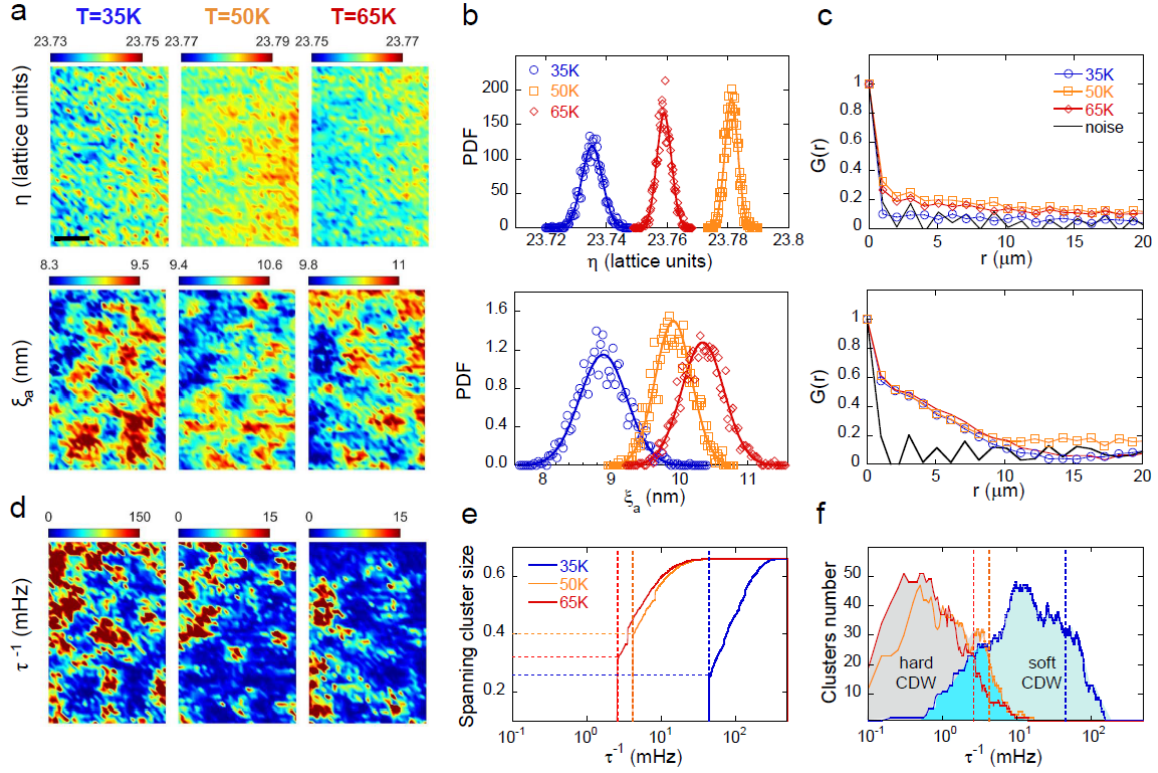 a
T=35K T=50K T=65K
23.73 23.75 23.77 23.79 23.75 23.77
η (lattice units)
8.3 9.5 9.4 10.6 9.8 11
ξa (nm)
b
35K
50K
65K
PDF
200
150
100
50
0
23.72 23.74 23.76 23.78 23.8
η (lattice units)
PDF
1.6
1.2
0.8
0.4
0.0
8 9 10 11
ξa (nm)
c
35K
50K
65K
noise
G(r)
1
0.8
0.6
0.4
0.2
0
0 5 10 15 20
r (μm)
G(r)
1
0.8
0.6
0.4
0.2
0
0 5 10 15 20
r (μm)
d
0 150 0 15 0 15
τ⁻¹ (mHz)
e
35K
50K
65K
Spanning cluster size
0.6
0.4
0.2
10⁻¹ 10⁰ 10¹ 10²
τ⁻¹ (mHz)
f
Clusters number
50
40
30
20
10
hard
CDW
soft
CDW
10⁻¹ 10⁰ 10¹ 10²
τ⁻¹ (mHz)